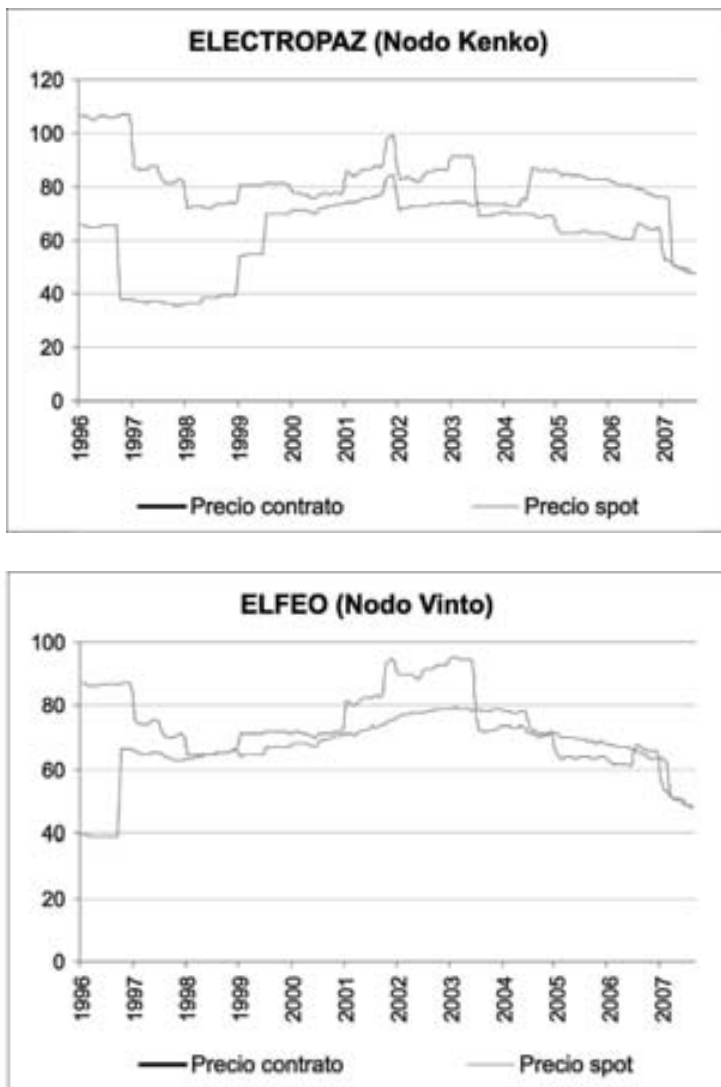 ELECTROPAZ (Nodo Kenko)
120
100
80
60
40
20
0
1996 1997 1998 1999 2000 2001 2002 2003 2004 2005 2006 2007
Precio contrato Precio spot
ELFEO (Nodo Vinto)
100
80
60
40
20
0
1996 1997 1998 1999 2000 2001 2002 2003 2004 2005 2006 2007
Precio contrato Precio spot